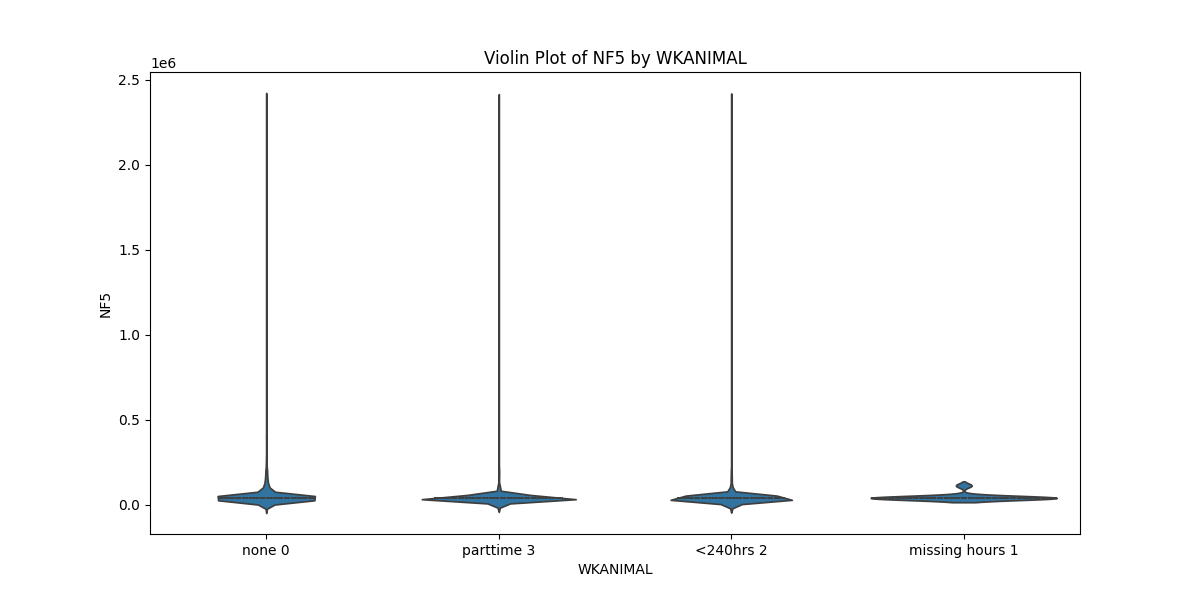 Violin Plot of NF5 by WKANIMAL
1e6
2.5
2.0
1.5
1.0
0.5
0.0
NF5
none 0
parttime 3
<240hrs 2
missing hours 1
WKANIMAL